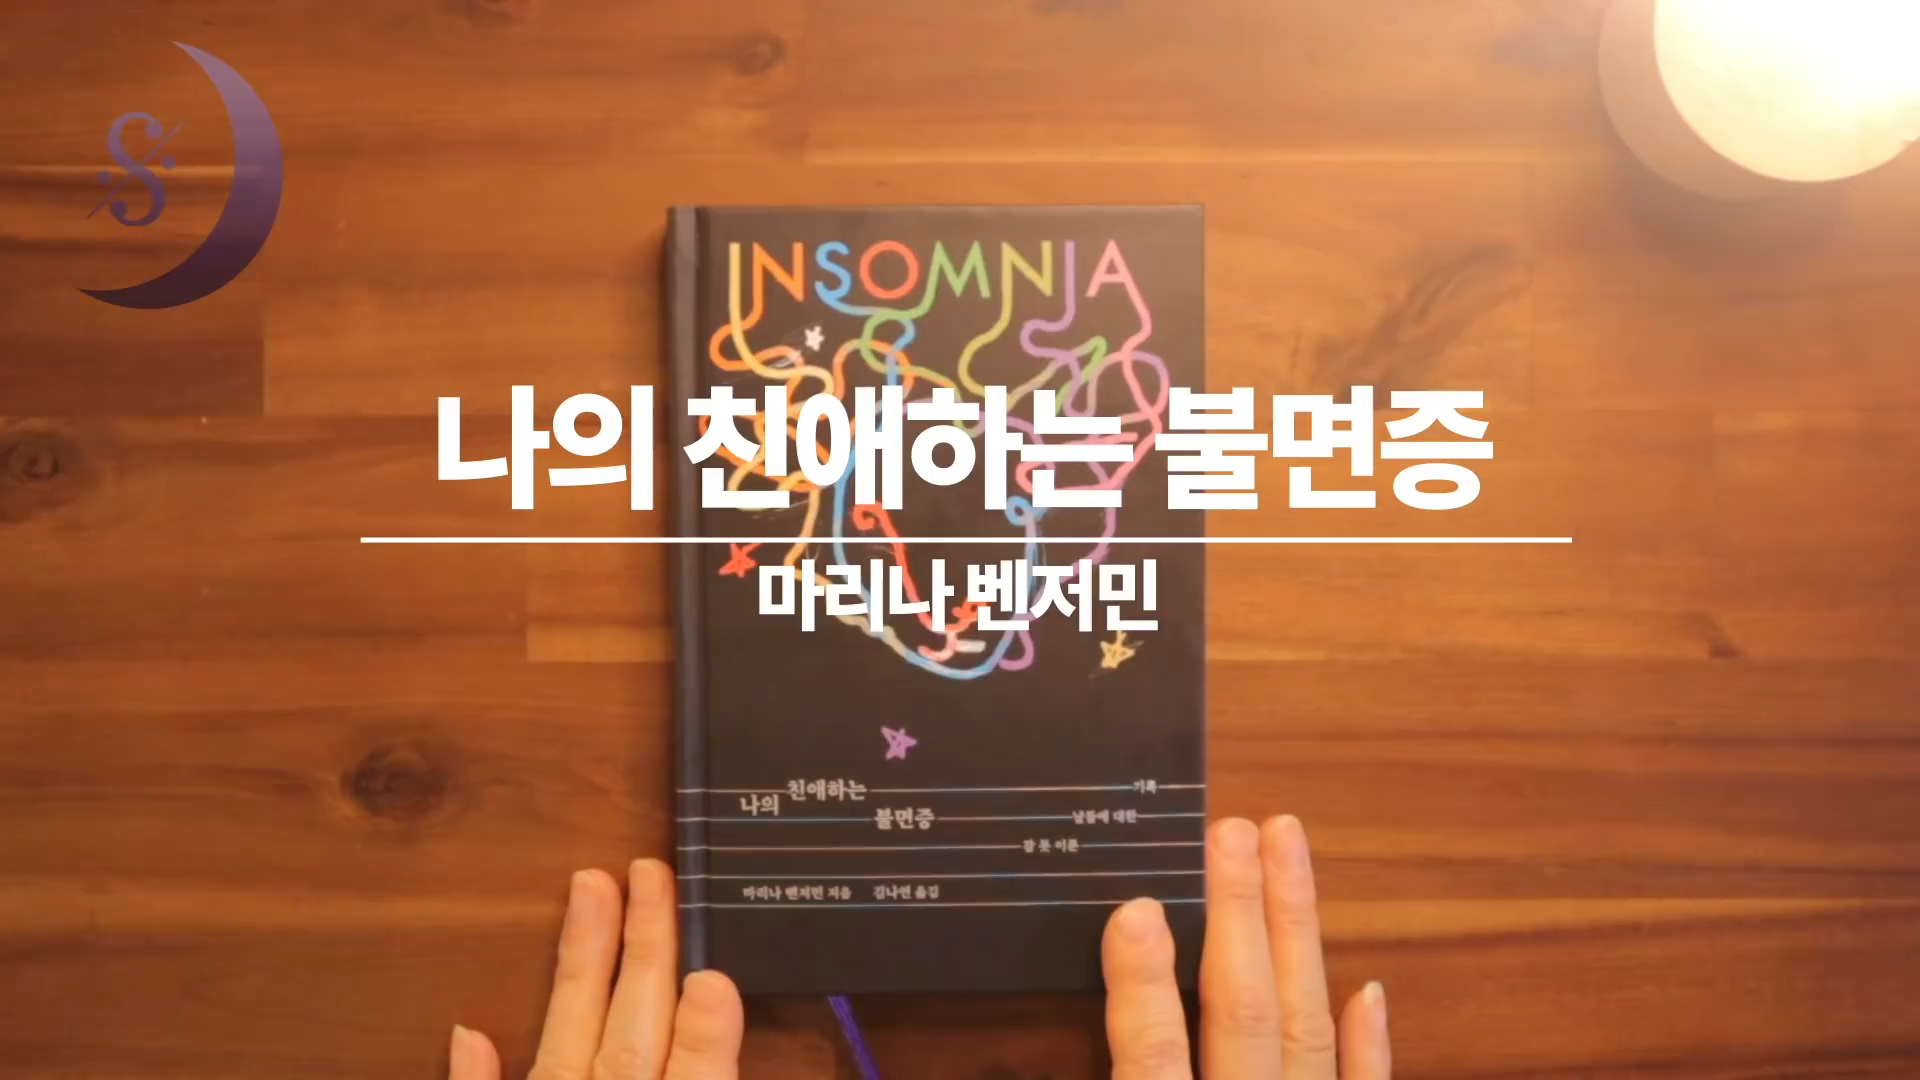 INSOMNIA
나의 친애하는 불면증
마리나 벤저민
나의 친애하는 불면증
잠 못 이룬
날들에 대한
기록
마리나 벤저민 지음 김나연 옮김